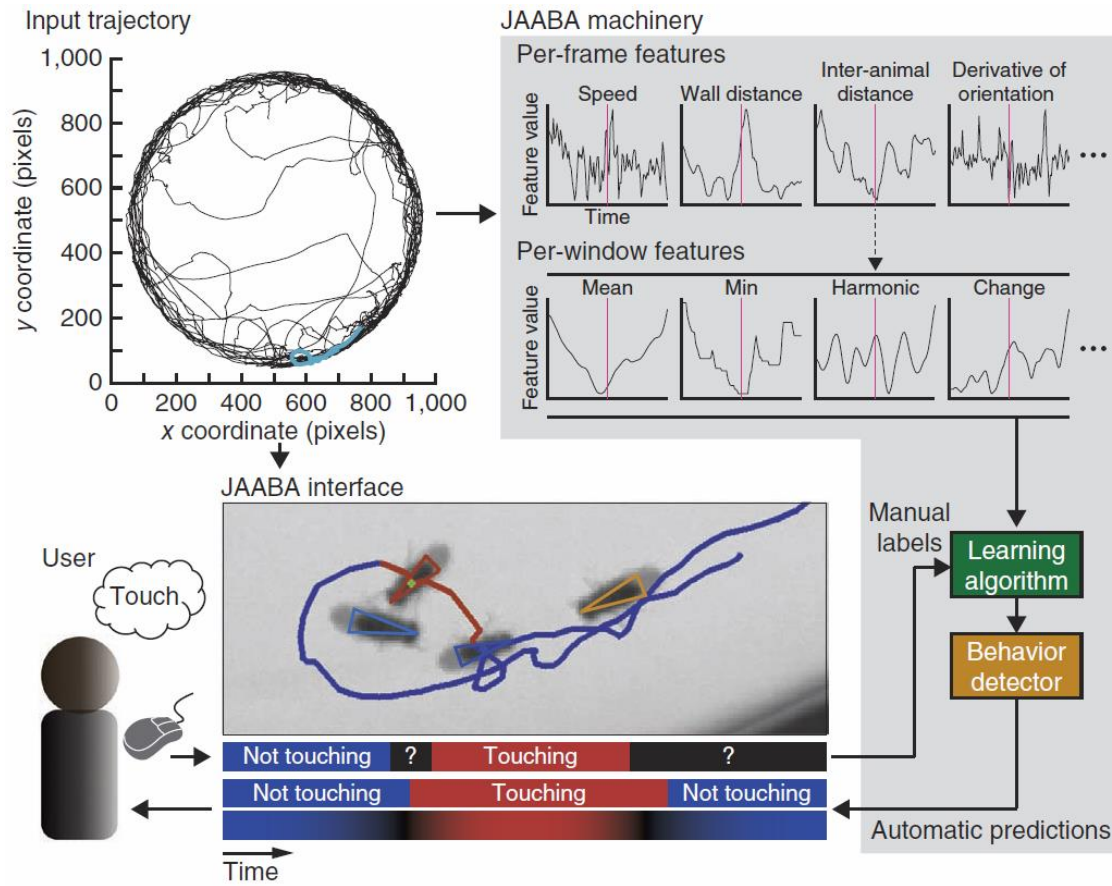 Input trajectory
1,000
800
600
400
200
0
y coordinate (pixels)
0 200 400 600 800 1,000
x coordinate (pixels)
JAABA machinery
Per-frame features
Feature value
Speed
Wall distance
Inter-animal
distance
Derivative of
orientation
•••
Time
Per-window features
Feature value
Mean
Min
Harmonic
Change
•••
JAABA interface
User
Touch
Manual
labels
Learning
algorithm
Behavior
detector
Not touching ? Touching ?
Not touching Touching Not touching
Automatic predictions
Time